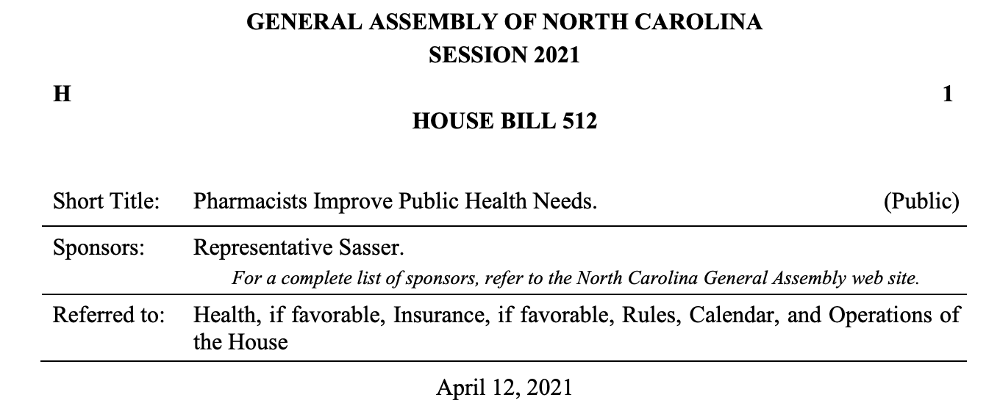 GENERAL ASSEMBLY OF NORTH CAROLINA
SESSION 2021
H 1
HOUSE BILL 512
Short Title: Pharmacists Improve Public Health Needs. (Public)
Sponsors: Representative Sasser.
For a complete list of sponsors, refer to the North Carolina General Assembly web site.
Referred to: Health, if favorable, Insurance, if favorable, Rules, Calendar, and Operations of
the House
April 12, 2021